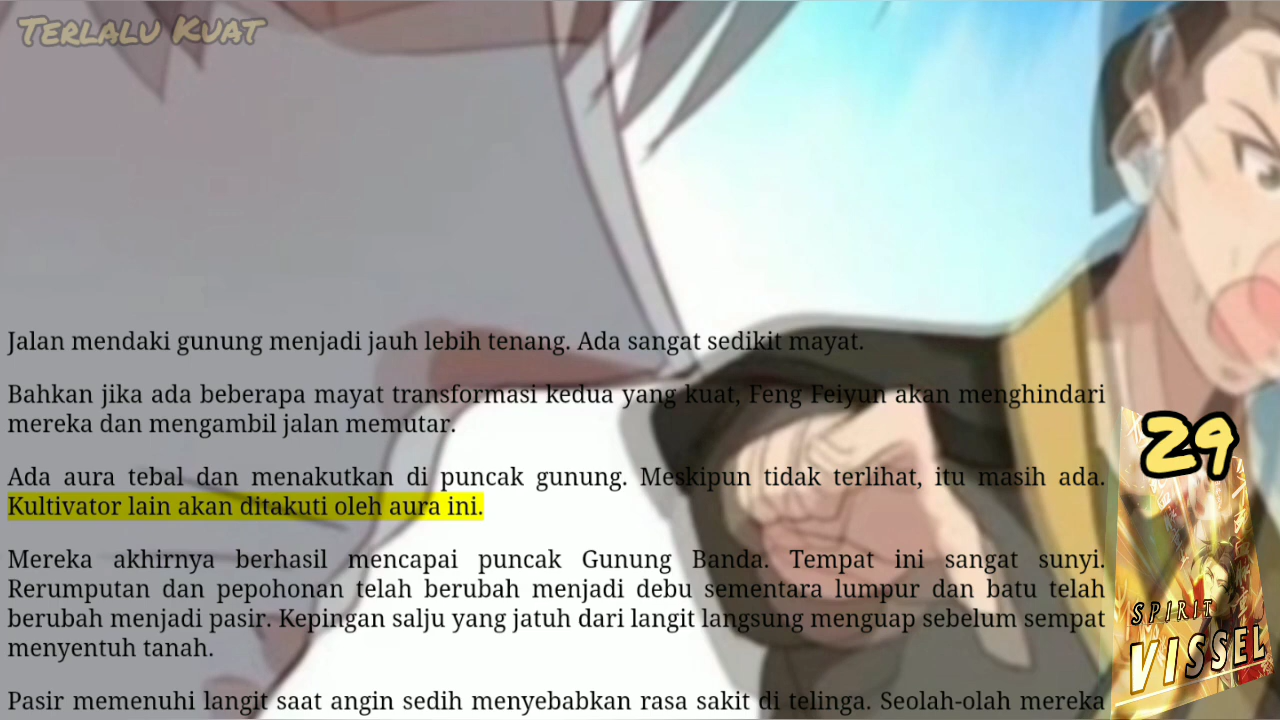 Terlalu Kuat
Jalan mendaki gunung menjadi jauh lebih tenang. Ada sangat sedikit mayat.
Bahkan jika ada beberapa mayat transformasi kedua yang kuat, Feng Feiyun akan menghindari
mereka dan mengambil jalan memutar.
Ada aura tebal dan menakutkan di puncak gunung. Meskipun tidak terlihat, itu masih ada.
Kultivator lain akan ditakuti oleh aura ini.
Mereka akhirnya berhasil mencapai puncak Gunung Banda. Tempat ini sangat sunyi.
Rerumputan dan pepohonan telah berubah menjadi debu sementara lumpur dan batu telah
berubah menjadi pasir. Kepingan salju yang jatuh dari langit langsung menguap sebelum sempat
menyentuh tanah.
Pasir memenuhi langit saat angin sedih menyebabkan rasa sakit di telinga. Seolah-olah mereka
29
SPIRIT
VISSEL